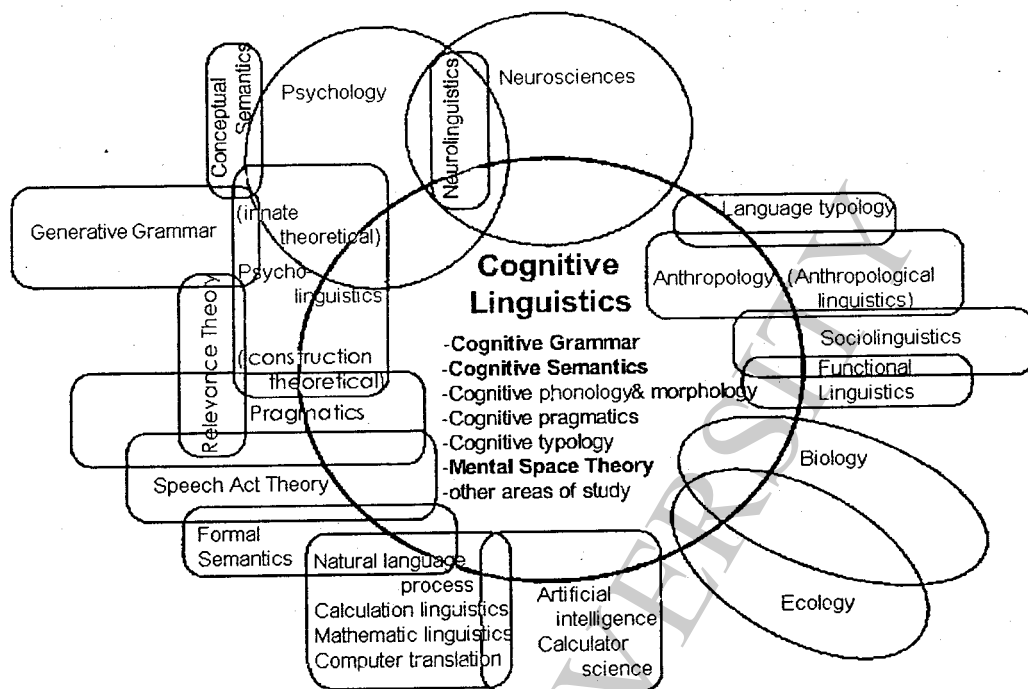 Conceptual
Semantics
Psychology
Neurolinguistics
Neurosciences
Generative Grammar
(innate
theoretical)
Psycho-
linguistics
(construction
theoretical)
Relevance Theory
Pragmatics
Speech Act Theory
Formal
Semantics
Natural language
process
Calculation linguistics
Mathematic linguistics
Computer translation
Artificial
intelligence
Calculator
science
Cognitive
Linguistics
-Cognitive Grammar
-Cognitive Semantics
-Cognitive phonology& morphology
-Cognitive pragmatics
-Cognitive typology
-Mental Space Theory
-other areas of study
Language typology
Anthropology (Anthropological
linguistics)
Sociolinguistics
Functional
Linguistics
Biology
Ecology
VERSITY